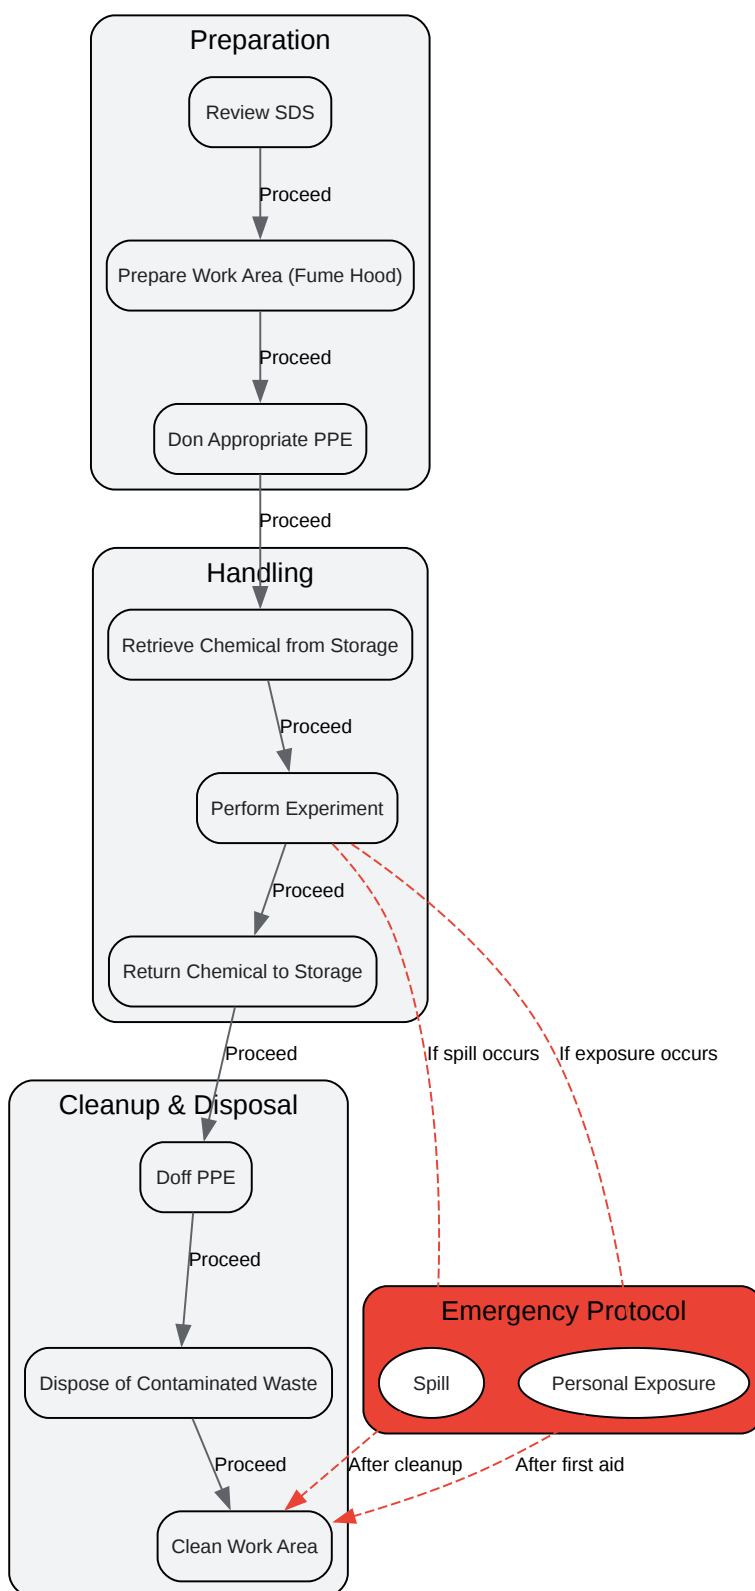 Preparation
Review SDS
Proceed
Prepare Work Area (Fume Hood)
Proceed
Don Appropriate PPE
Proceed
Handling
Retrieve Chemical from Storage
Proceed
Perform Experiment
Proceed
Return Chemical to Storage
Proceed
If spill occurs
If exposure occurs
Cleanup & Disposal
Doff PPE
Proceed
Emergency Protocol
Dispose of Contaminated Waste
Spill
Personal Exposure
Proceed
After cleanup
After first aid
Clean Work Area